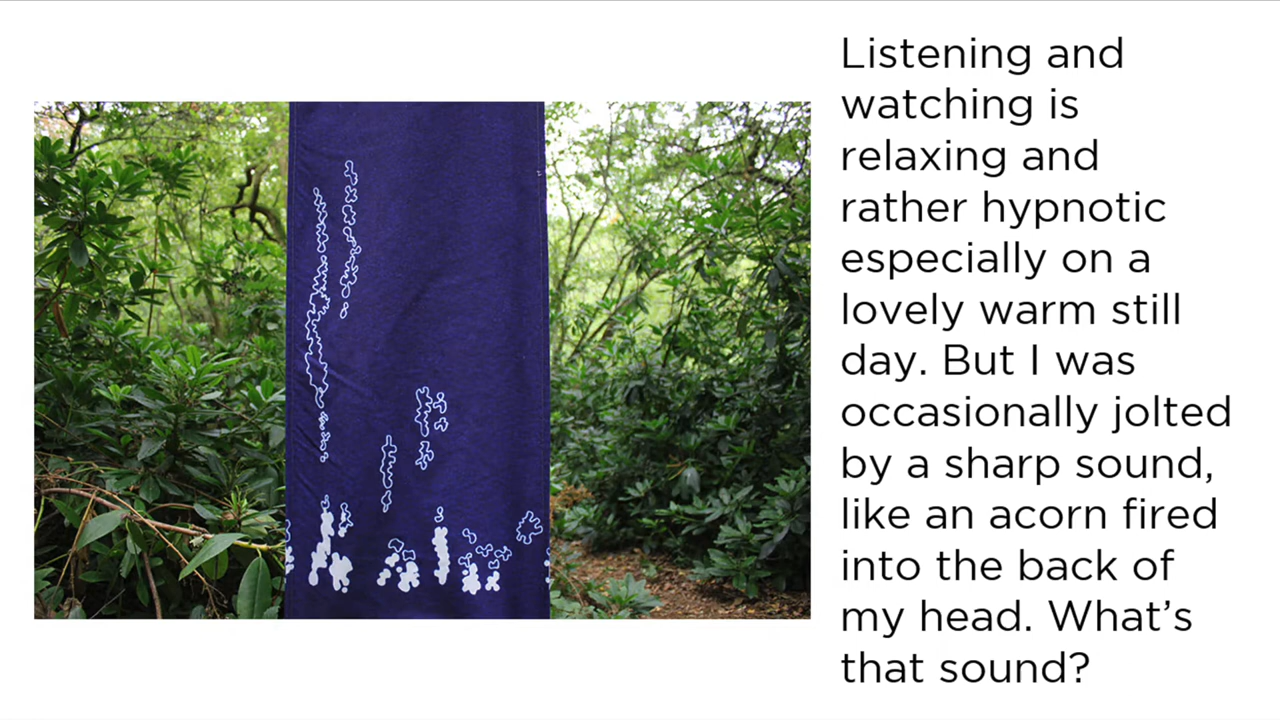 Listening and
watching is
relaxing and
rather hypnotic
especially on a
lovely warm still
day. But I was
occasionally jolted
by a sharp sound,
like an acorn fired
into the back of
my head. What’s
that sound?